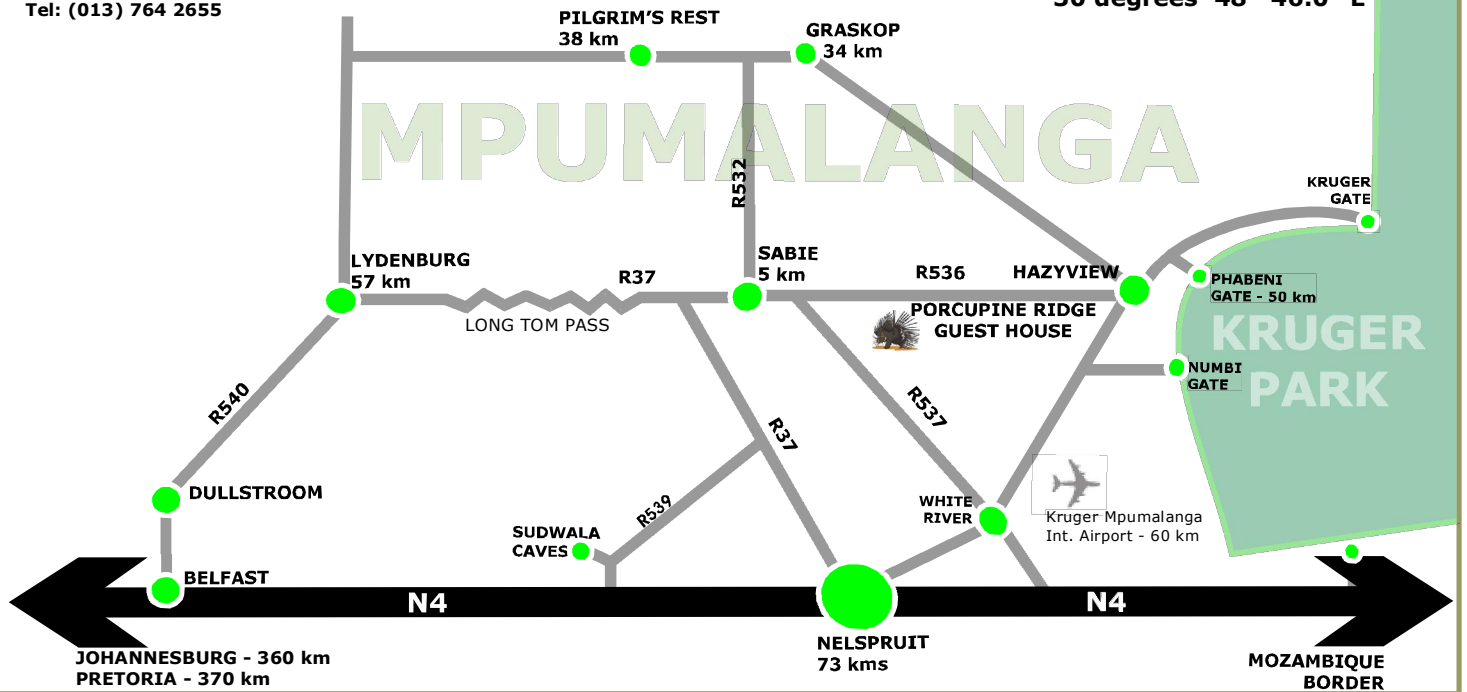 Tel: (013) 764 2655
PILGRIM'S REST
38 km
GRASKOP
34 km
MPUMALANGA
R532
KRUGER
GATE
LYDENBURG
57 km
R37
SABIE
5 km
R536
HAZYVIEW
PHABENI
GATE - 50 km
LONG TOM PASS
PORCUPINE RIDGE
GUEST HOUSE
KRUGER
PARK
NUMBI
GATE
R540
R537
R37
DULLSTROOM
R539
WHITE
RIVER
Kruger Mpumalanga
Int. Airport - 60 km
SUDWALA
CAVES
BELFAST
N4
N4
NELSPRUIT
73 kms
JOHANNESBURG - 360 km
PRETORIA - 370 km
MOZAMBIQUE
BORDER